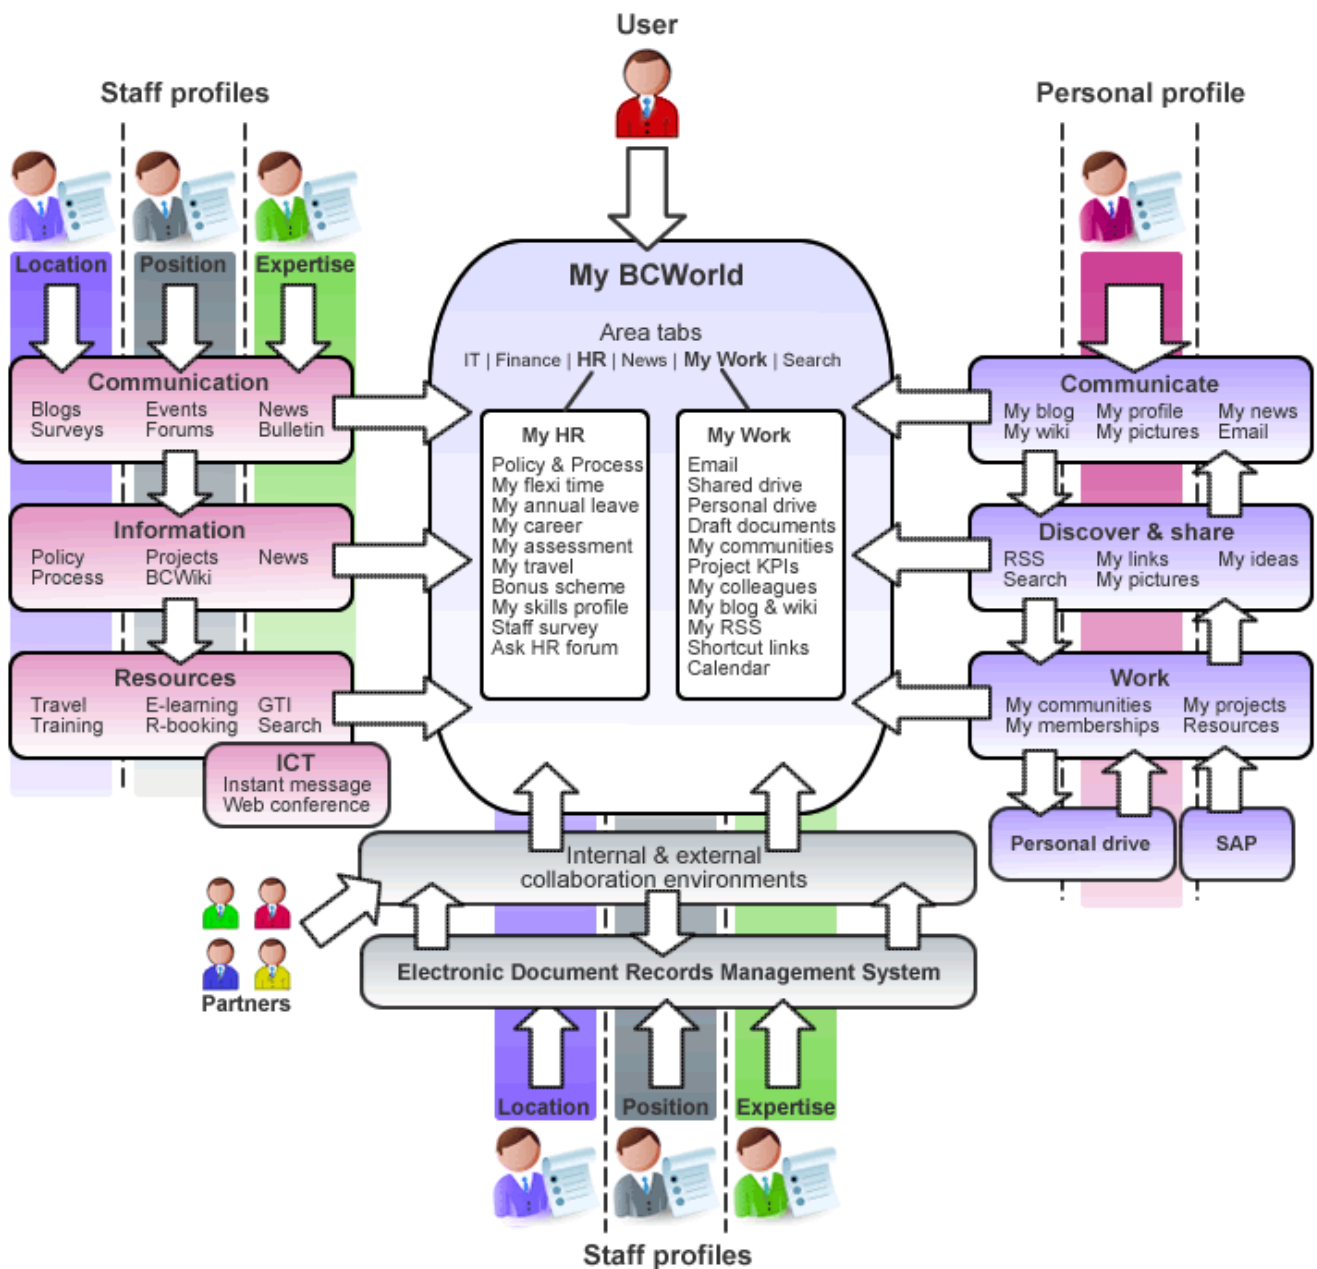 User
Staff profiles
Personal profile
Location
Position
Expertise
Communication
Blogs Events News
Surveys Forums Bulletin
Information
Policy Projects News
Process BCWiki
Resources
Travel E-learning GTI
Training R-booking Search
ICT
Instant message
Web conference
My BCWorld
Area tabs
IT | Finance | HR | News | My Work | Search
My HR
Policy & Process
My flexi time
My annual leave
My career
My assessment
My travel
Bonus scheme
My skills profile
Staff survey
Ask HR forum
My Work
Email
Shared drive
Personal drive
Draft documents
My communities
Project KPIs
My colleagues
My blog & wiki
My RSS
Shortcut links
Calendar
Communicate
My blog My profile My news
My wiki My pictures Email
Discover & share
RSS My links My ideas
Search My pictures
Work
My communities My projects
My memberships Resources
Personal drive
SAP
Internal & external
collaboration environments
Partners
Electronic Document Records Management System
Location
Position
Expertise
Staff profiles